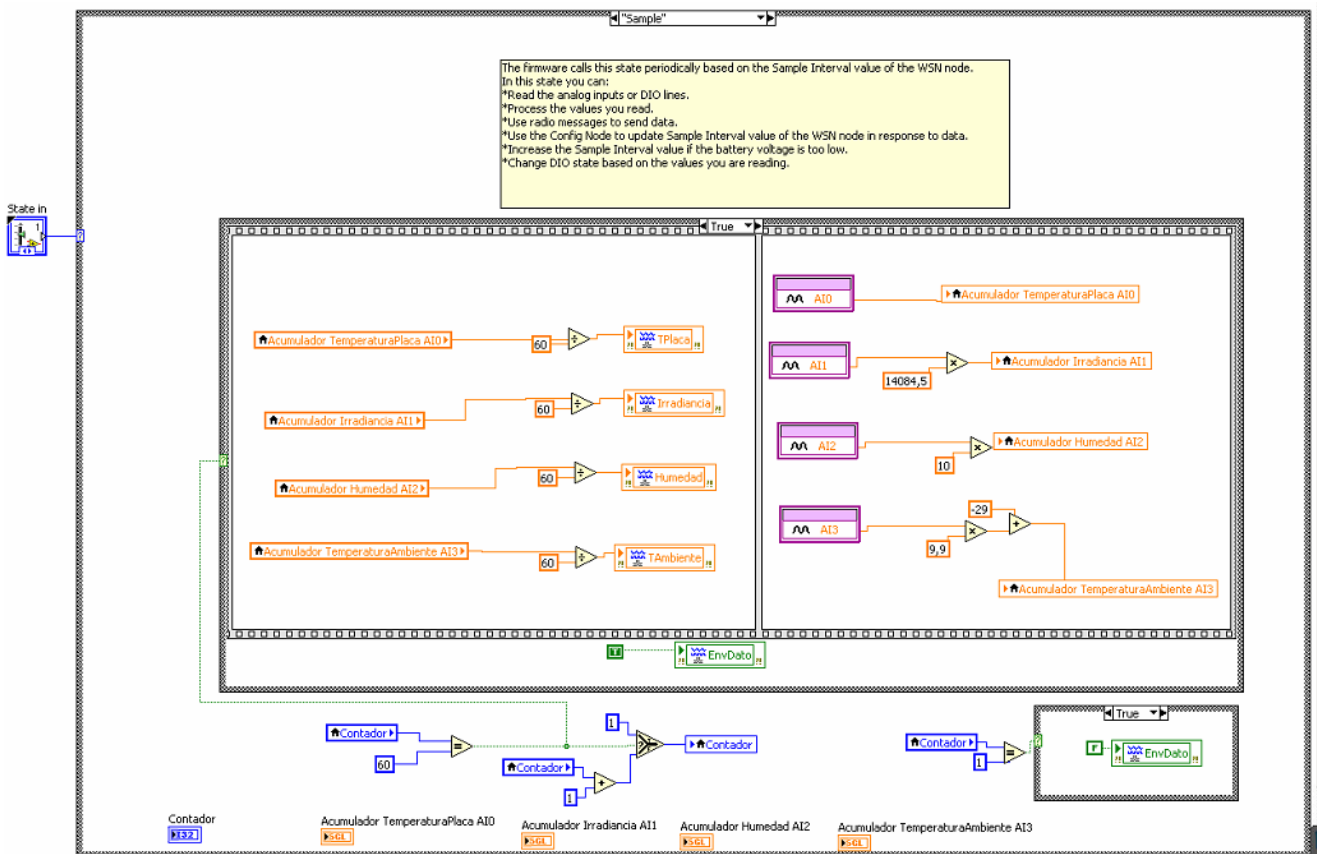 "Sample"
The firmware calls this state periodically based on the Sample Interval value of the WSN node.
In this state you can:
*Read the analog inputs or DIO lines.
*Process the values you read.
*Use radio messages to send data.
*Use the Config Node to update Sample Interval value of the WSN node in response to data.
*Increase the Sample Interval value if the battery voltage is too low.
*Change DIO state based on the values you are reading.
State in
1
?
True
Acumulador TemperaturaPlaca AI0
60
TPlaca
Acumulador Irradiancia AI1
60
Irradiancia
Acumulador Humedad AI2
60
Humedad
Acumulador TemperaturaAmbiente AI3
60
TAmbiente
AI0
Acumulador TemperaturaPlaca AI0
AI1
14084,5
Acumulador Irradiancia AI1
AI2
10
Acumulador Humedad AI2
AI3
9,9
-29
Acumulador TemperaturaAmbiente AI3
?
T
EnvDato
Contador
60
1
Contador
1
Contador
Contador
1
?
True
F
EnvDato
Contador
I32
Acumulador TemperaturaPlaca AI0
SGL
Acumulador Irradiancia AI1
SGL
Acumulador Humedad AI2
SGL
Acumulador TemperaturaAmbiente AI3
SGL